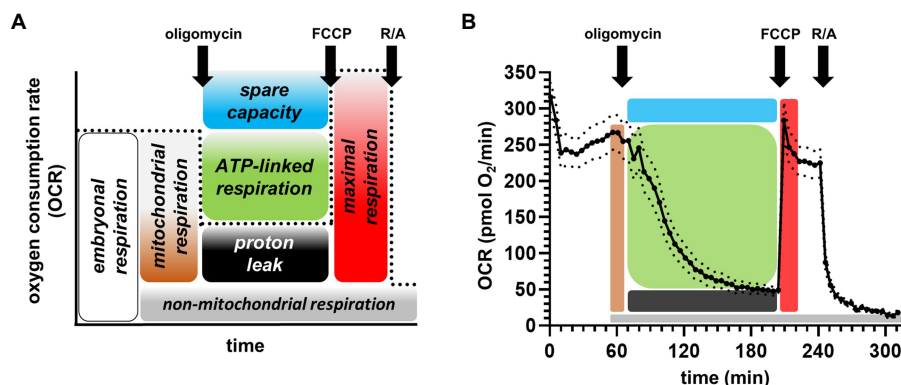 A
oligomycin
FCCP
R/A
oxygen consumption rate
(OCR)
embryonal
respiration
mitochondrial
respiration
spare
capacity
ATP-linked
respiration
proton
leak
maximal
respiration
non-mitochondrial respiration
time
B
oligomycin
FCCP
R/A
OCR (pmol O₂/min)
350
300
250
200
150
100
50
0
0
60
120
180
240
300
time (min)